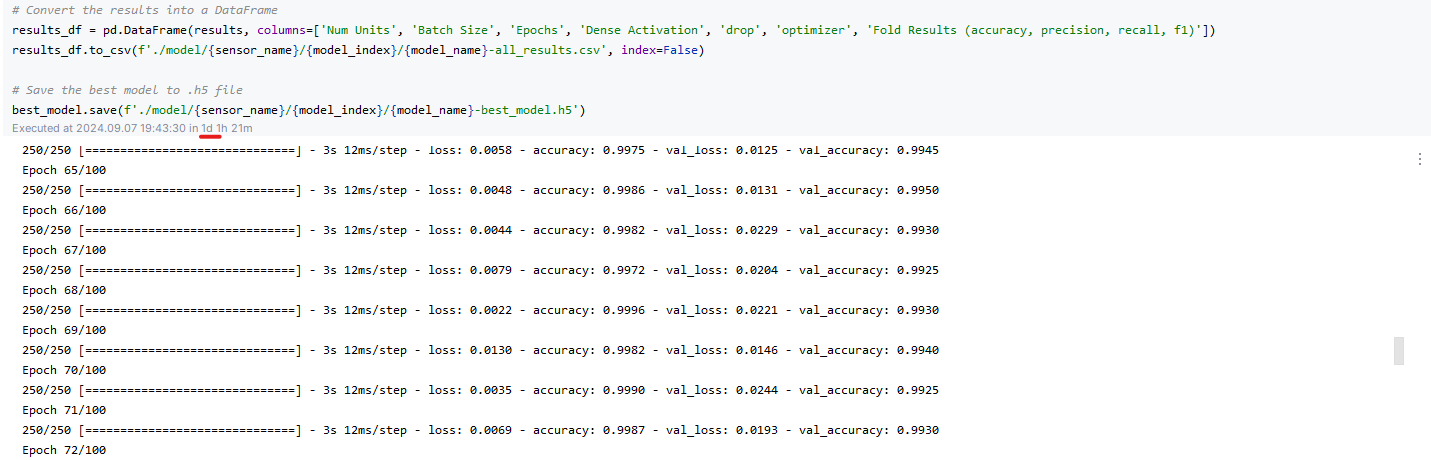 # Convert the results into a DataFrame
results_df = pd.DataFrame(results, columns=['Num Units', 'Batch Size', 'Epochs', 'Dense Activation', 'drop', 'optimizer', 'Fold Results (accuracy, precision, recall, f1)'])
results_df.to_csv(f'./model/{sensor_name}/{model_index}/{model_name}-all_results.csv', index=False)
# Save the best model to .h5 file
best_model.save(f'./model/{sensor_name}/{model_index}/{model_name}-best_model.h5')
Executed at 2024.09.07 19:43:30 in 1d 1h 21m
250/250 [==============================] - 3s 12ms/step - loss: 0.0058 - accuracy: 0.9975 - val_loss: 0.0125 - val_accuracy: 0.9945
Epoch 65/100
250/250 [==============================] - 3s 12ms/step - loss: 0.0048 - accuracy: 0.9986 - val_loss: 0.0131 - val_accuracy: 0.9950
Epoch 66/100
250/250 [==============================] - 3s 12ms/step - loss: 0.0044 - accuracy: 0.9982 - val_loss: 0.0229 - val_accuracy: 0.9930
Epoch 67/100
250/250 [==============================] - 3s 12ms/step - loss: 0.0079 - accuracy: 0.9972 - val_loss: 0.0204 - val_accuracy: 0.9925
Epoch 68/100
250/250 [==============================] - 3s 12ms/step - loss: 0.0022 - accuracy: 0.9996 - val_loss: 0.0221 - val_accuracy: 0.9930
Epoch 69/100
250/250 [==============================] - 3s 12ms/step - loss: 0.0130 - accuracy: 0.9982 - val_loss: 0.0146 - val_accuracy: 0.9940
Epoch 70/100
250/250 [==============================] - 3s 12ms/step - loss: 0.0035 - accuracy: 0.9990 - val_loss: 0.0244 - val_accuracy: 0.9925
Epoch 71/100
250/250 [==============================] - 3s 12ms/step - loss: 0.0069 - accuracy: 0.9987 - val_loss: 0.0193 - val_accuracy: 0.9930
Epoch 72/100